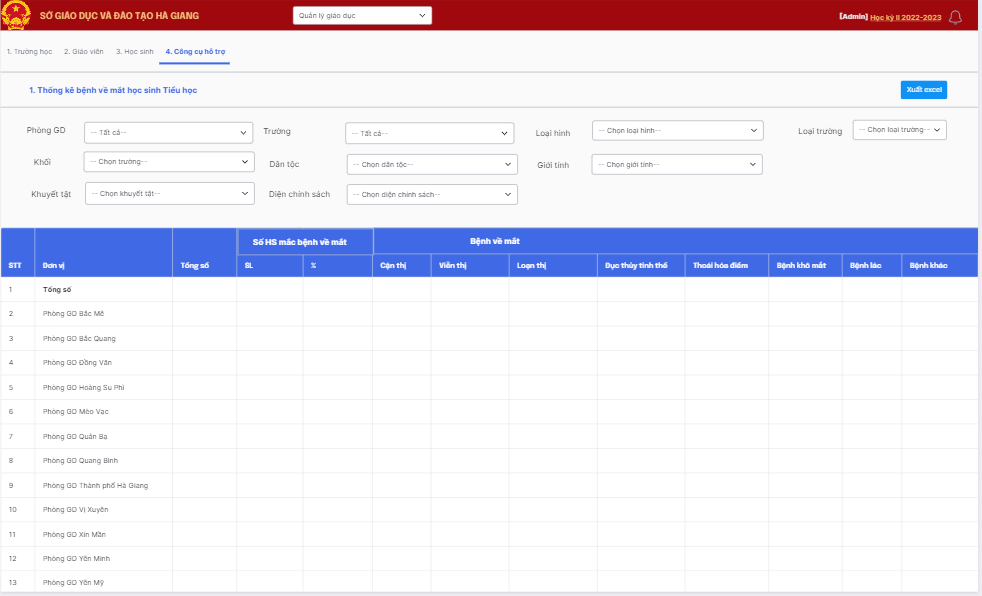 SỞ GIÁO DỤC VÀ ĐÀO TẠO HÀ GIANG
Quản lý giáo dục
[Admin] Học kỳ II 2022-2023
1. Trường học 2. Giáo viên 3. Học sinh 4. Công cụ hỗ trợ
1. Thống kê bệnh về mắt học sinh Tiểu học
Xuất excel
Phòng GD -- Tất cả-- Trường -- Tất cả-- Loại hình -- Chọn loại hình-- Loại trường -- Chọn loại trường--
Khối -- Chọn trường-- Dân tộc -- Chọn dân tộc-- Giới tính -- Chọn giới tính--
Khuyết tật -- Chọn khuyết tật-- Diện chính sách -- Chọn diện chính sách--
Số HS mắc bệnh về mắt Bệnh về mắt
STT Đơn vị Tổng số SL % Cận thị Viễn thị Loạn thị Đục thủy tinh thể Thoái hóa điểm Bệnh khô mắt Bệnh lác Bệnh khác
1 Tổng số
2 Phòng GD Bắc Mê
3 Phòng GD Bắc Quang
4 Phòng GD Đồng Văn
5 Phòng GD Hoàng Su Phì
6 Phòng GD Mèo Vạc
7 Phòng GD Quản Bạ
8 Phòng GD Quang Bình
9 Phòng GD Thành phố Hà Giang
10 Phòng GD Vị Xuyên
11 Phòng GD Xín Mần
12 Phòng GD Yên Minh
13 Phòng GD Yên Mỹ